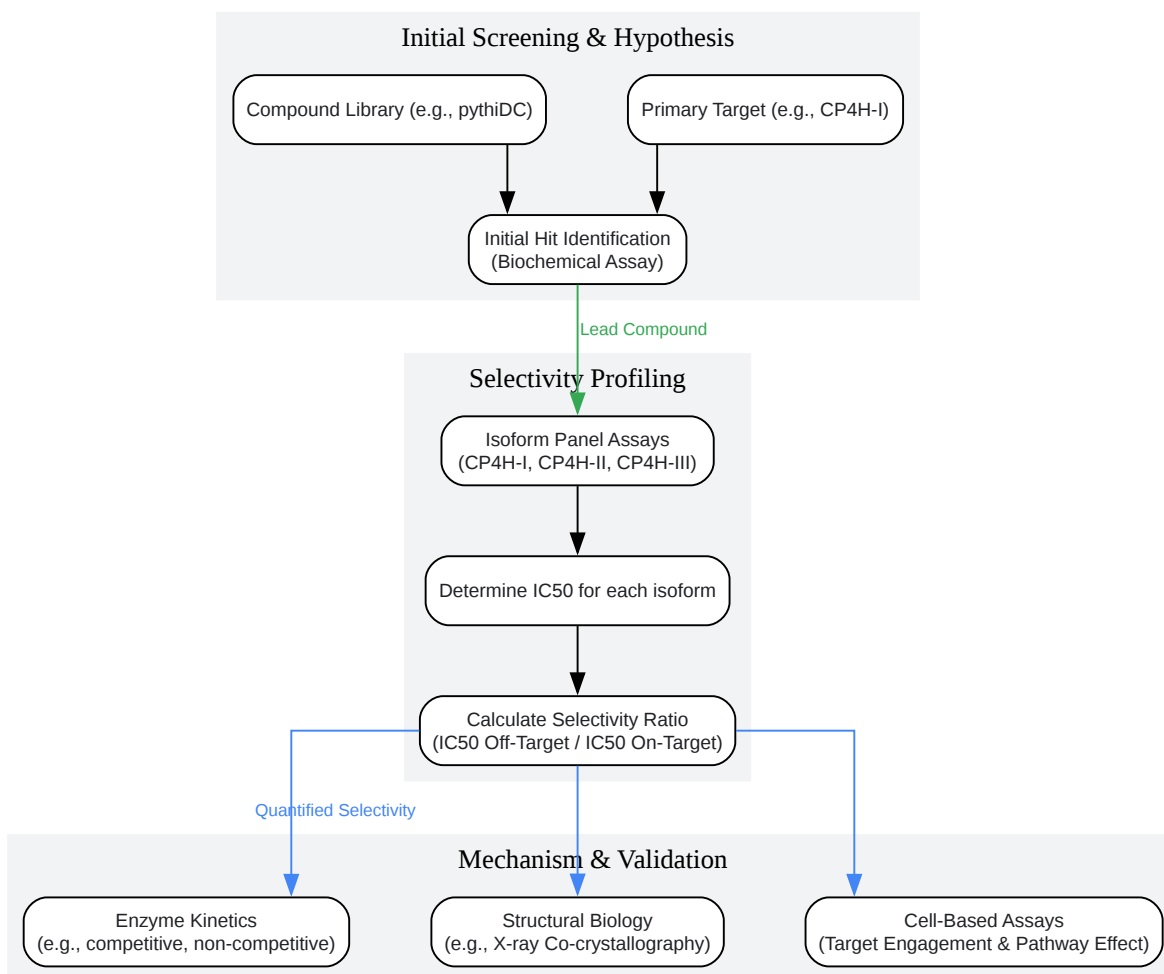 Initial Screening & Hypothesis
Compound Library (e.g., pythiDC)
Primary Target (e.g., CP4H-I)
Initial Hit Identification
(Biochemical Assay)
Lead Compound
Selectivity Profiling
Isoform Panel Assays
(CP4H-I, CP4H-II, CP4H-III)
Determine IC50 for each isoform
Calculate Selectivity Ratio
(IC50 Off-Target / IC50 On-Target)
Quantified Selectivity
Mechanism & Validation
Enzyme Kinetics
(e.g., competitive, non-competitive)
Structural Biology
(e.g., X-ray Co-crystallography)
Cell-Based Assays
(Target Engagement & Pathway Effect)